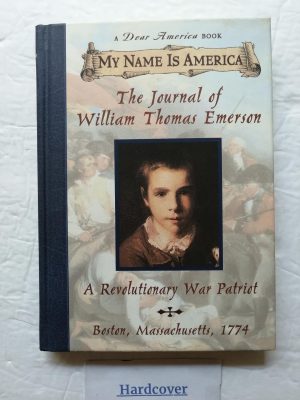 A Dear America BOOK
MY NAME IS AMERICA
The Journal of
William Thomas Emerson
A Revolutionary War Patriot
Boston, Massachusetts, 1774
Hardcover